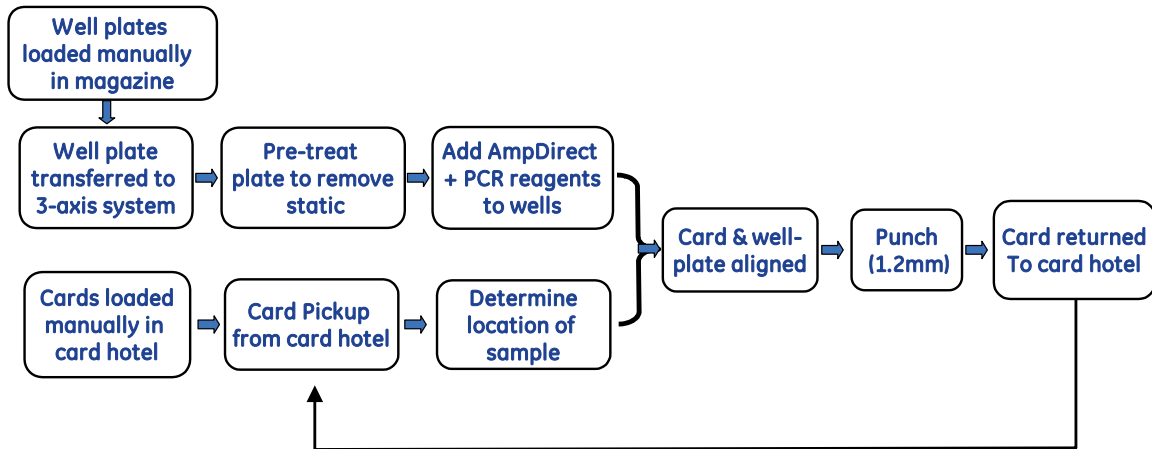 Well plates
loaded manually
in magazine
Well plate
transferred to
3-axis system
Pre-treat
plate to remove
static
Add AmpDirect
+ PCR reagents
to wells
Cards loaded
manually in
card hotel
Card Pickup
from card hotel
Determine
location of
sample
Card & well-
plate aligned
Punch
(1.2mm)
Card returned
To card hotel